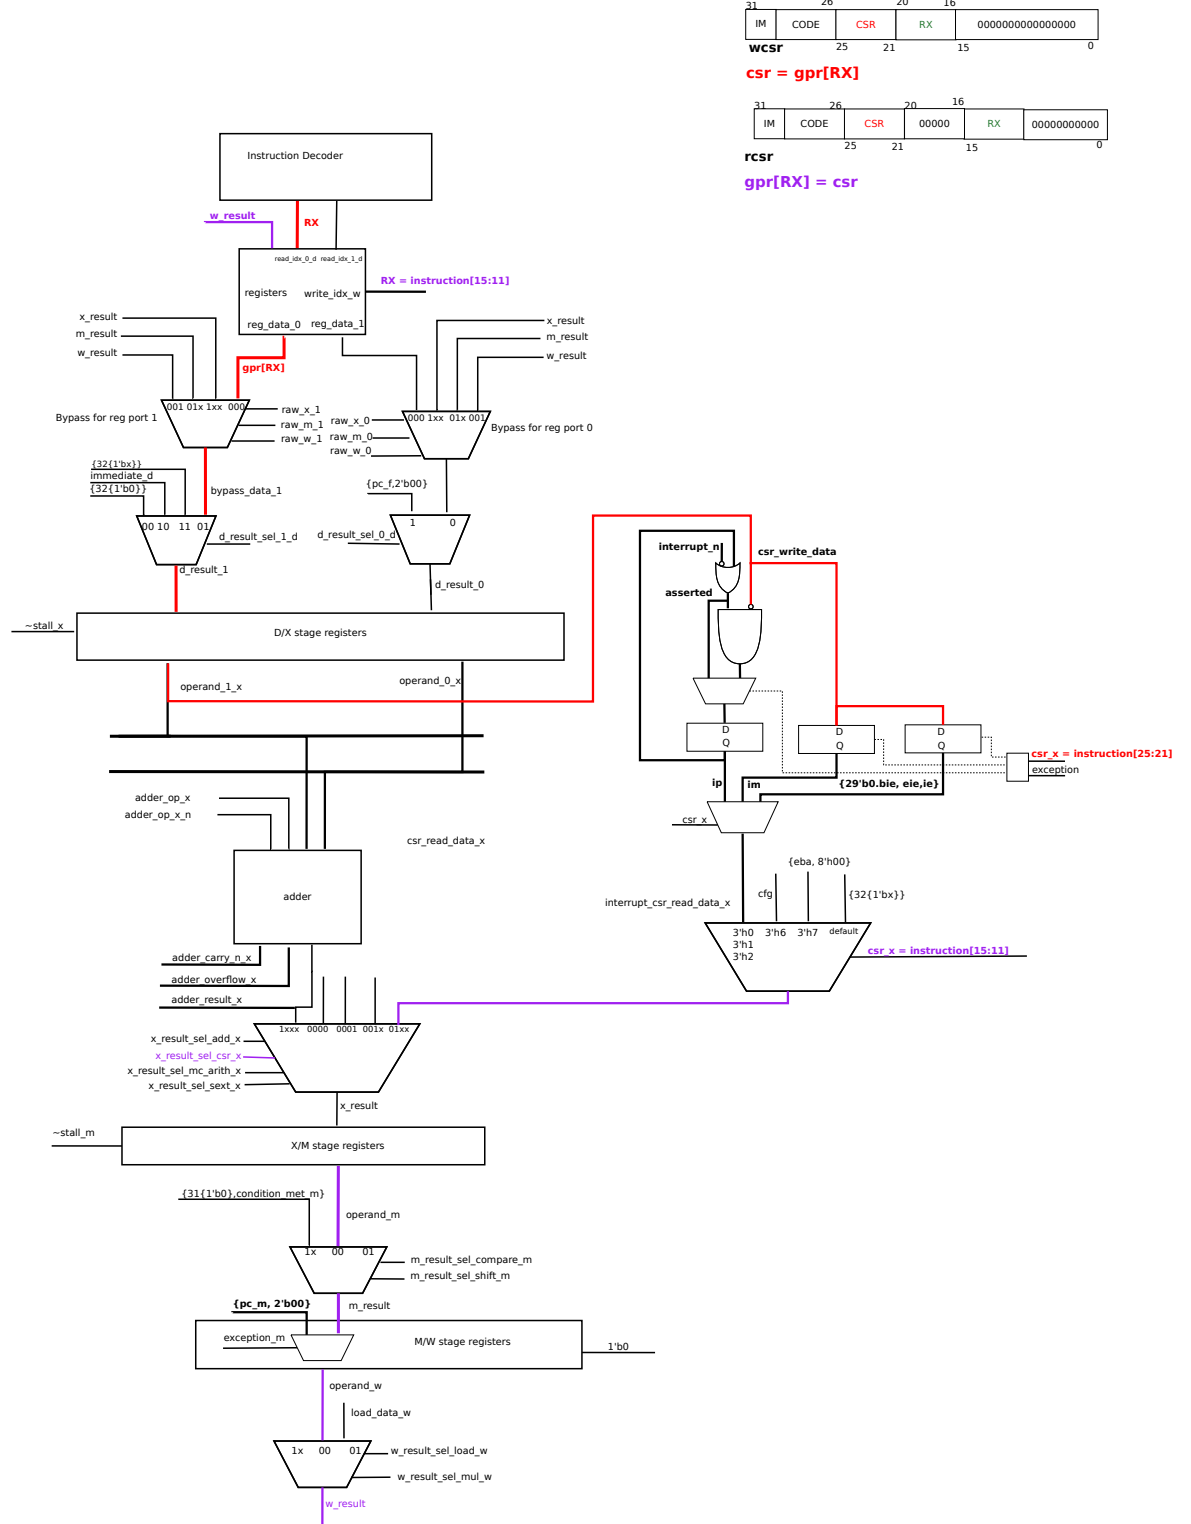 31 26 20 16
IM CODE CSR RX 0000000000000000
wcsr 25 21 15 0
csr = gpr[RX]
31 26 20 16
IM CODE CSR 00000 RX 00000000000
25 21 15 0
rcsr
gpr[RX] = csr
Instruction Decoder
w_result
RX
read_idx_0_d read_idx_1_d
RX = instruction[15:11]
registers write_idx_w
reg_data_0 reg_data_1
x_result
m_result
w_result
x_result
m_result
w_result
gpr[RX]
001 01x 1xx 000
Bypass for reg port 1
raw_x_1
raw_m_1
raw_w_1
raw_x_0
raw_m_0
raw_w_0
000 1xx 01x 001
Bypass for reg port 0
{32{1'bx}}
immediate_d
{32{1'b0}}
bypass_data_1
{pc_f,2'b00}
00 10 11 01
d_result_sel_1_d
d_result_sel_0_d
1 0
d_result_1
d_result_0
~stall_x
D/X stage registers
operand_1_x
operand_0_x
interrupt_n
csr_write_data
asserted
D
Q
D
Q
D
Q
csr_x = instruction[25:21]
exception
ip
im
{29'b0.bie, eie,ie}
csr_x
adder_op_x
adder_op_x_n
csr_read_data_x
adder
{eba, 8'h00}
cfg
{32{1'bx}}
interrupt_csr_read_data_x
3'h0 3'h6 3'h7 default
3'h1
3'h2
csr_x = instruction[15:11]
adder_carry_n_x
adder_overflow_x
adder_result_x
1xxx 0000 0001 001x 01xx
x_result_sel_add_x
x_result_sel_csr_x
x_result_sel_mc_arith_x
x_result_sel_sext_x
x_result
~stall_m
X/M stage registers
{31{1'b0},condition_met_m}
operand_m
1x 00 01
m_result_sel_compare_m
m_result_sel_shift_m
{pc_m, 2'b00}
m_result
exception_m
M/W stage registers
1'b0
operand_w
load_data_w
1x 00 01
w_result_sel_load_w
w_result_sel_mul_w
w_result